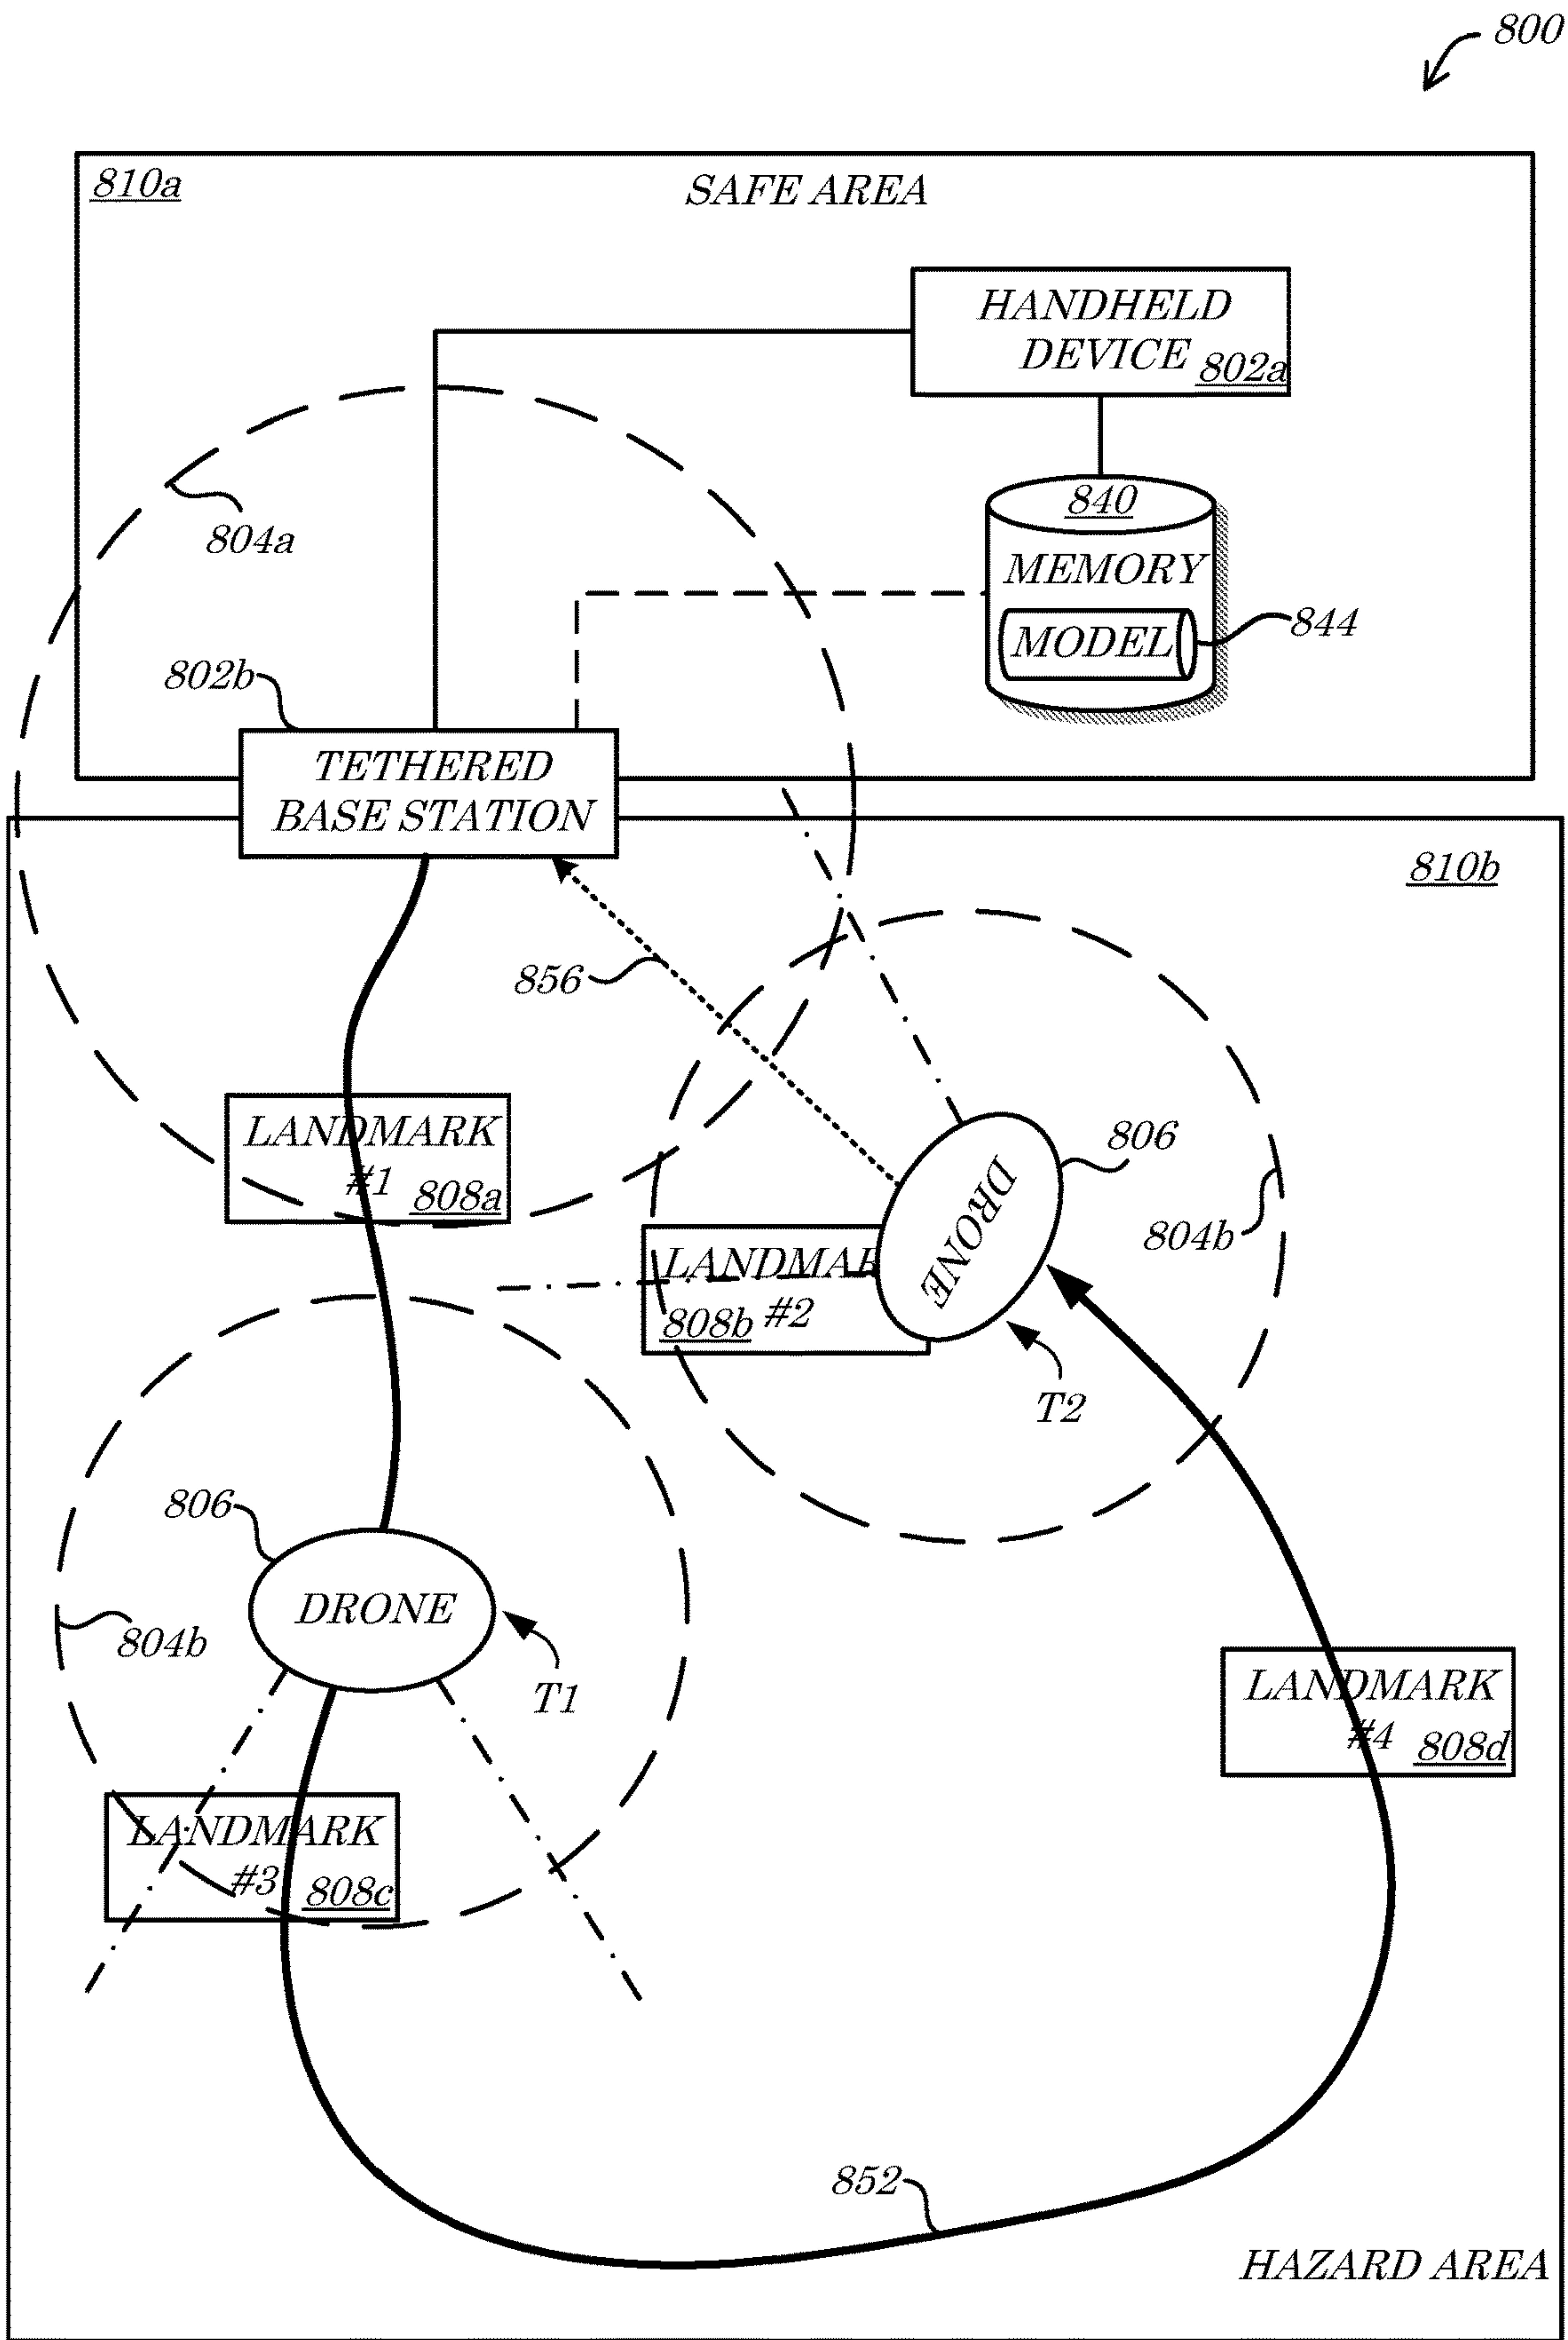 800
810a
SAFE AREA
HANDHELD
DEVICE 802a
804a
840
MEMORY
MODEL
844
802b
TETHERED
BASE STATION
810b
856
LANDMARK
#1 808a
806
DRONE
804b
LANDMAR
808b #2
T2
806
DRONE
804b
T1
LANDMARK
#4 808d
LANDMARK
#3 808c
852
HAZARD AREA